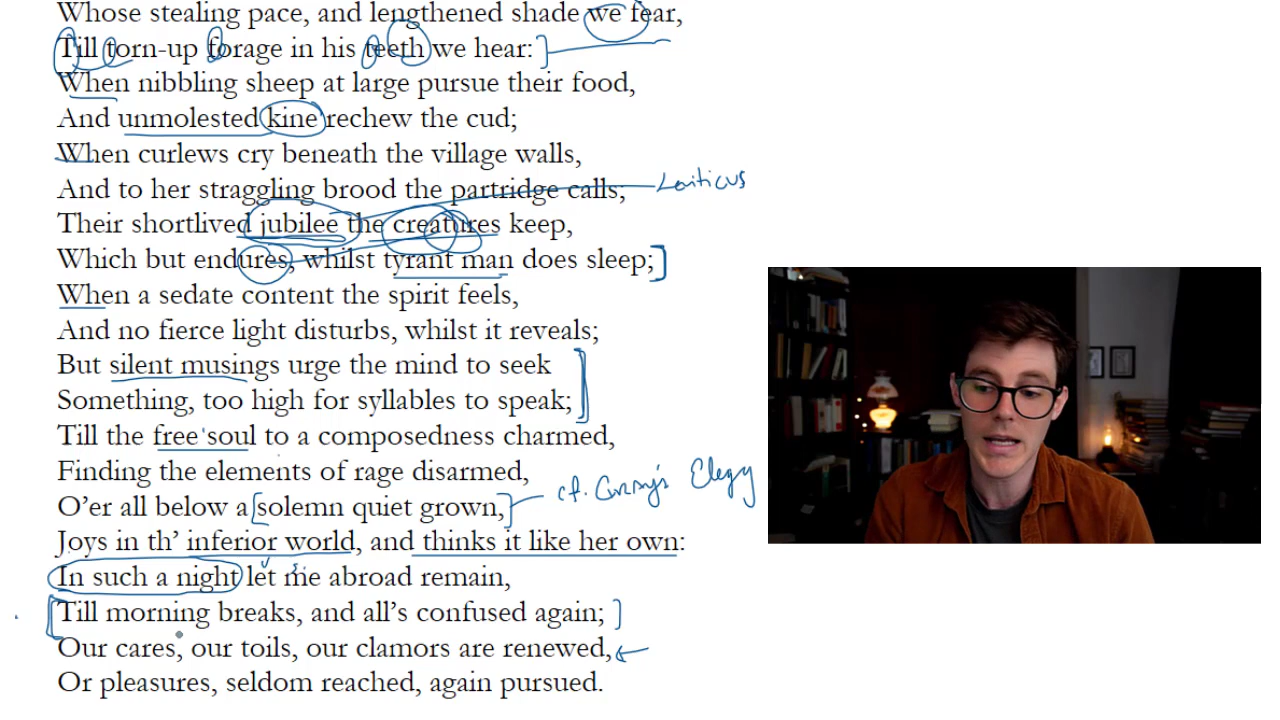 Whose stealing pace, and lengthened shade we fear,
Till torn-up forage in his teeth we hear:
When nibbling sheep at large pursue their food,
And unmolested kine rechew the cud;
When curlews cry beneath the village walls,
And to her straggling brood the partridge calls;
Leviticus
Their shortlived jubilee the creatures keep,
Which but endures, whilst tyrant man does sleep;
When a sedate content the spirit feels,
And no fierce light disturbs, whilst it reveals;
But silent musings urge the mind to seek
Something, too high for syllables to speak;
Till the free soul to a composedness charmed,
Finding the elements of rage disarmed,
O’er all below a solemn quiet grown,
cf. Gray's Elegy
Joys in th’ inferior world, and thinks it like her own:
In such a night let me abroad remain,
Till morning breaks, and all’s confused again;
Our cares, our toils, our clamors are renewed,
Or pleasures, seldom reached, again pursued.